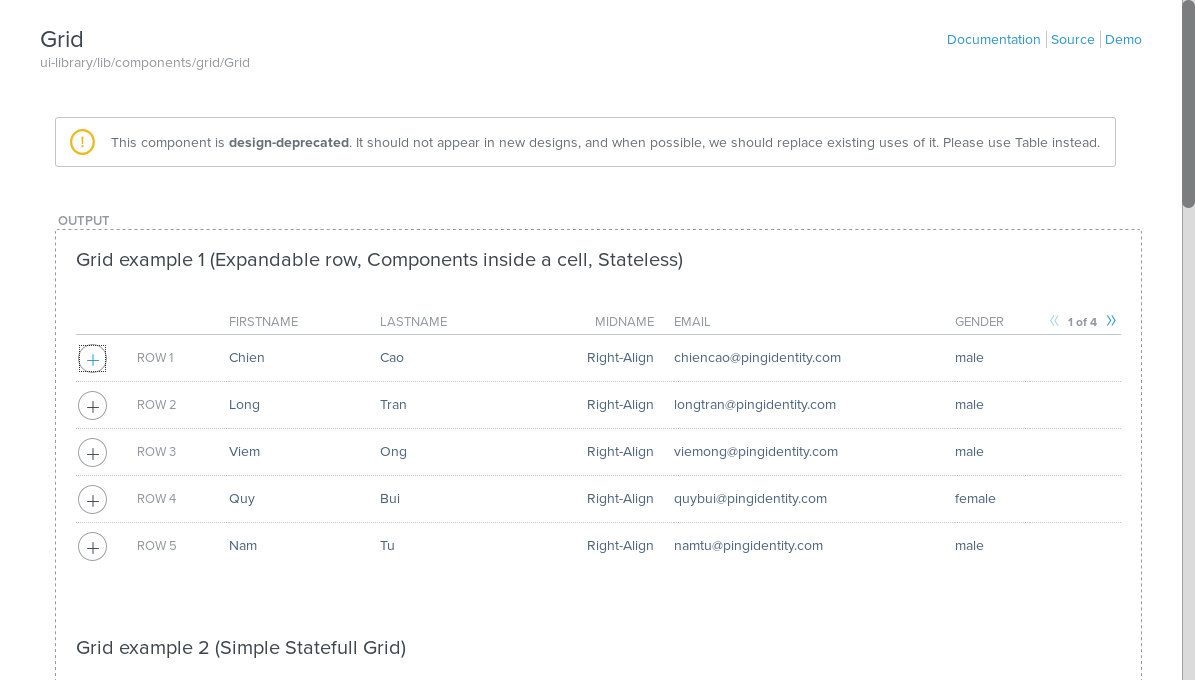 Grid
Documentation Source Demo
ui-library/lib/components/grid/Grid
This component is design-deprecated. It should not appear in new designs, and when possible, we should replace existing uses of it. Please use Table instead.
OUTPUT
Grid example 1 (Expandable row, Components inside a cell, Stateless)
FIRSTNAME LASTNAME MIDNAME EMAIL GENDER 1 of 4
ROW 1 Chien Cao Right-Align chiencao@pingidentity.com male
ROW 2 Long Tran Right-Align longtran@pingidentity.com male
ROW 3 Viem Ong Right-Align viemong@pingidentity.com male
ROW 4 Quy Bui Right-Align quybui@pingidentity.com female
ROW 5 Nam Tu Right-Align namtu@pingidentity.com male
Grid example 2 (Simple Statefull Grid)